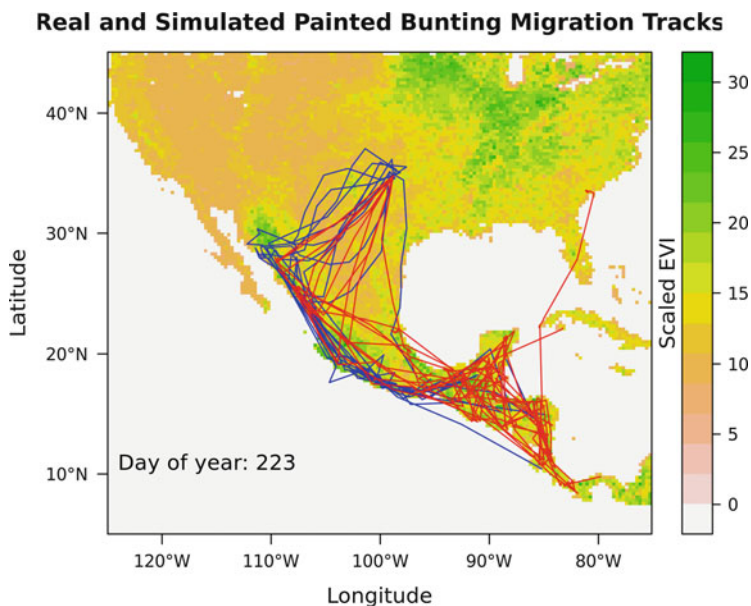 Real and Simulated Painted Bunting Migration Tracks
40°N
30°N
20°N
10°N
Latitude
Day of year: 223
120°W
110°W
100°W
90°W
80°W
Longitude
Scaled EVI
30
25
20
15
10
5
0